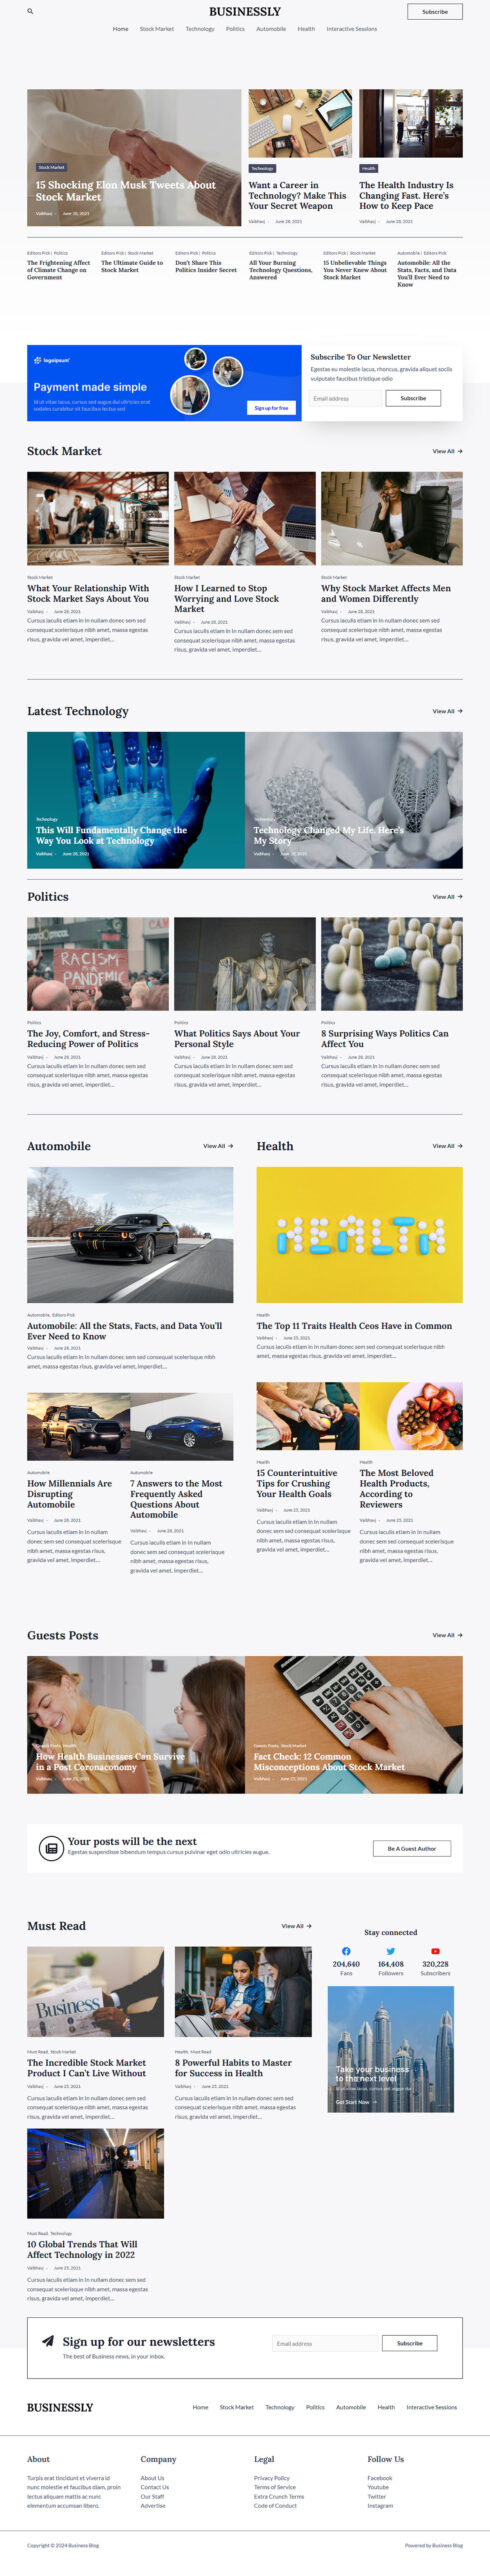 BUSINESSLY
Subscribe
Home Stock Market Technology Politics Automobile Health Interactive Sessions
Stock Market
15 Shocking Elon Musk Tweets About
Stock Market
Vaibhavj - June 28, 2021
Technology
Want a Career in
Technology? Make This
Your Secret Weapon
Vaibhavj - June 28, 2021
Health
The Health Industry Is
Changing Fast. Here's
How to Keep Pace
Vaibhavj - June 28, 2021
Editors Pick | Politics
The Frightening Affect
of Climate Change on
Government
Editors Pick | Stock Market
The Ultimate Guide to
Stock Market
Editors Pick | Politics
Don't Share This
Politics Insider Secret
Editors Pick | Technology
All Your Burning
Technology Questions,
Answered
Editors Pick | Stock Market
15 Unbelievable Things
You Never Knew About
Stock Market
Automobile | Editors Pick
Automobile: All the
Stats, Facts, and Data
You'll Ever Need to
Know
logoipsum
Payment made simple
Id ut vitae lacus, cursus sed augue dui ultricies erat
sodales curabitur sit faucibus lectus sed
Sign up for free
Subscribe To Our Newsletter
Egestas eu molestie lacus, rhoncus, gravida aliquet sociis
vulputate faucibus tristique odio
Email address
Subscribe
Stock Market
View All →
Stock Market
What Your Relationship With
Stock Market Says About You
Vaibhavj - June 28, 2021
Cursus iaculis etiam in In nullam donec sem sed
consequat scelerisque nibh amet, massa egestas
risus, gravida vel amet, imperdiet…
Stock Market
How I Learned to Stop
Worrying and Love Stock
Market
Vaibhavj - June 28, 2021
Cursus iaculis etiam in In nullam donec sem sed
consequat scelerisque nibh amet, massa egestas
risus, gravida vel amet, imperdiet…
Stock Market
Why Stock Market Affects Men
and Women Differently
Vaibhavj - June 28, 2021
Cursus iaculis etiam in In nullam donec sem sed
consequat scelerisque nibh amet, massa egestas
risus, gravida vel amet, imperdiet…
Latest Technology
View All →
Technology
This Will Fundamentally Change the
Way You Look at Technology
Vaibhavj - June 28, 2021
Technology
Technology Changed My Life. Here's
My Story
Vaibhavj - June 28, 2021
Politics
View All →
RACISM
IS A
PANDEMIC
Politics
The Joy, Comfort, and Stress-
Reducing Power of Politics
Vaibhavj - June 28, 2021
Cursus iaculis etiam in In nullam donec sem sed
consequat scelerisque nibh amet, massa egestas
risus, gravida vel amet, imperdiet…
Politics
What Politics Says About Your
Personal Style
Vaibhavj - June 28, 2021
Cursus iaculis etiam in In nullam donec sem sed
consequat scelerisque nibh amet, massa egestas
risus, gravida vel amet, imperdiet…
Politics
8 Surprising Ways Politics Can
Affect You
Vaibhavj - June 28, 2021
Cursus iaculis etiam in In nullam donec sem sed
consequat scelerisque nibh amet, massa egestas
risus, gravida vel amet, imperdiet…
Automobile
View All →
Automobile, Editors Pick
Automobile: All the Stats, Facts, and Data You'll
Ever Need to Know
Vaibhavj - June 28, 2021
Cursus iaculis etiam in In nullam donec sem sed consequat scelerisque nibh
amet, massa egestas risus, gravida vel amet, imperdiet…
Automobile
How Millennials Are
Disrupting
Automobile
Vaibhavj - June 28, 2021
Cursus iaculis etiam in In nullam
donec sem sed consequat scelerisque
nibh amet, massa egestas risus,
gravida vel amet, imperdiet…
Automobile
7 Answers to the Most
Frequently Asked
Questions About
Automobile
Vaibhavj - June 28, 2021
Cursus iaculis etiam in In nullam
donec sem sed consequat scelerisque
nibh amet, massa egestas risus,
gravida vel amet, imperdiet…
Health
View All →
HEALTH
Health
The Top 11 Traits Health Ceos Have in Common
Vaibhavj - June 25, 2021
Cursus iaculis etiam in In nullam donec sem sed consequat scelerisque nibh
amet, massa egestas risus, gravida vel amet, imperdiet…
Health
15 Counterintuitive
Tips for Crushing
Your Health Goals
Vaibhavj - June 25, 2021
Cursus iaculis etiam in In nullam
donec sem sed consequat scelerisque
nibh amet, massa egestas risus,
gravida vel amet, imperdiet…
Health
The Most Beloved
Health Products,
According to
Reviewers
Vaibhavj - June 25, 2021
Cursus iaculis etiam in In nullam
donec sem sed consequat scelerisque
nibh amet, massa egestas risus,
gravida vel amet, imperdiet…
Guests Posts
View All →
Guests Posts, Health
How Health Businesses Can Survive
in a Post Coronaconomy
Vaibhavj - June 25, 2021
Guests Posts, Stock Market
Fact Check: 12 Common
Misconceptions About Stock Market
Vaibhavj - June 25, 2021
Your posts will be the next
Egestas suspendisse bibendum tempus cursus pulvinar eget odio ultricies augue.
Be A Guest Author
Must Read
View All →
Business
Must Read, Stock Market
The Incredible Stock Market
Product I Can't Live Without
Vaibhavj - June 25, 2021
Cursus iaculis etiam in In nullam donec sem sed
consequat scelerisque nibh amet, massa egestas
risus, gravida vel amet, imperdiet…
Health, Must Read
8 Powerful Habits to Master
for Success in Health
Vaibhavj - June 25, 2021
Cursus iaculis etiam in In nullam donec sem sed
consequat scelerisque nibh amet, massa egestas
risus, gravida vel amet, imperdiet…
Must Read, Technology
10 Global Trends That Will
Affect Technology in 2022
Vaibhavj - June 25, 2021
Cursus iaculis etiam in In nullam donec sem sed
consequat scelerisque nibh amet, massa egestas
risus, gravida vel amet, imperdiet…
Stay connected
204,640
Fans
164,408
Followers
320,228
Subscribers
Take your business
to the next level
Id ut vitae lacus, cursus sed augue dui
Get Start Now →
Sign up for our newsletters
The best of Business news, in your inbox.
Email address
Subscribe
BUSINESSLY
Home Stock Market Technology Politics Automobile Health Interactive Sessions
About
Turpis erat tincidunt et viverra id
nunc molestie et faucibus diam, proin
lectus aliquam mattis ac nunc
elementum accumsan libero.
Company
About Us
Contact Us
Our Staff
Advertise
Legal
Privacy Policy
Terms of Service
Extra Crunch Terms
Code of Conduct
Follow Us
Facebook
Youtube
Twitter
Instagram
Copyright © 2024 Business Blog
Powered by Business Blog